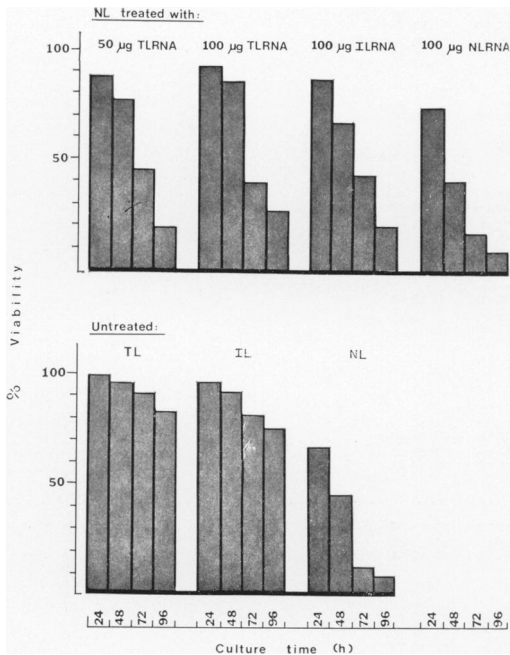 NL treated with:
50 µg TLRNA 100 µg TLRNA 100 µg ILRNA 100 µg NLRNA
100
50
% Viability
Untreated:
TL IL NL
100
50
24 48 72 96 24 48 72 96 24 48 72 96 24 48 72 96
Culture time (h)